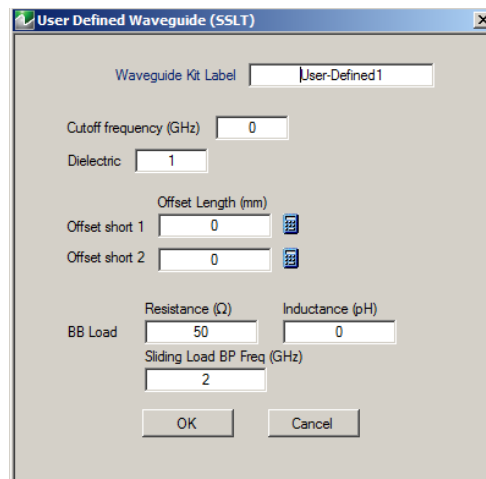 User Defined Waveguide (SSLT)
Waveguide Kit Label User-Defined1
Cutoff frequency (GHz) 0
Dielectric 1
Offset Length (mm)
Offset short 1 0
Offset short 2 0
Resistance (Ω) Inductance (pH)
BB Load 50 0
Sliding Load BP Freq (GHz)
2
OK Cancel